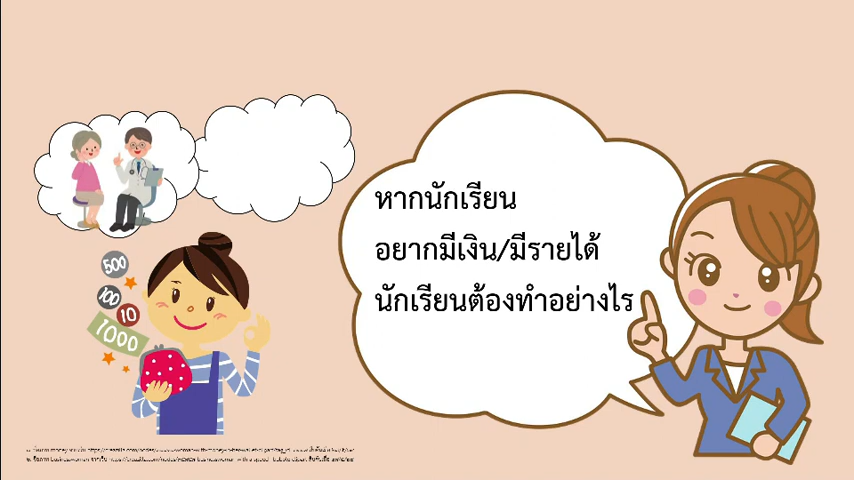 หากนักเรียน
อยากมีเงิน/มีรายได้
นักเรียนต้องทำอย่างไร
500
100
10
1000